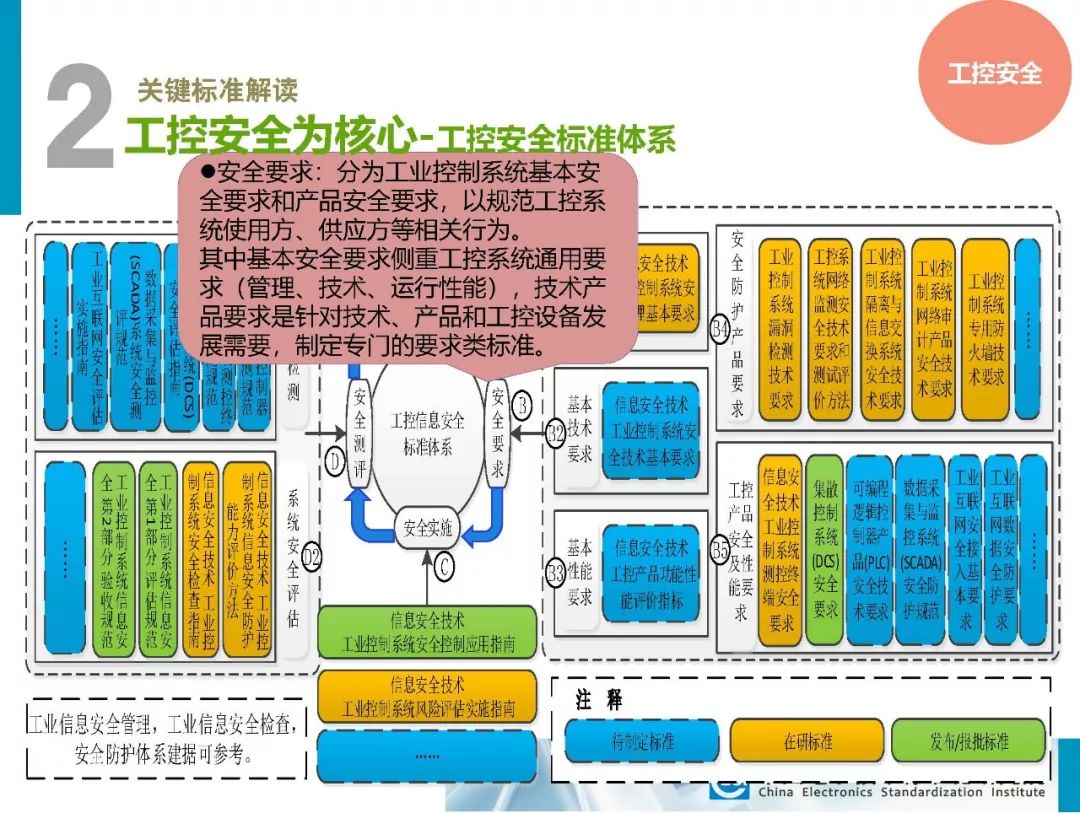 工控安全
2
关键标准解读
工控安全为核心-工控安全标准体系
●安全要求：分为工业控制系统基本安
全要求和产品安全要求，以规范工控系
统使用方、供应方等相关行为。
其中基本安全要求侧重工控系统通用要
求（管理、技术、运行性能），技术产
品要求是针对技术、产品和工控设备发
展需要，制定专门的要求类标准。
……
工业互联网安全评估
实施指南
数据采集与监控
(SCADA)系统安全测
评规范
(DCS)
安全评估指南
测控终
规范
控制器
测规范
检测
安全技术
控制系统安
理基本要求
B4
安全防护产品要求
工业控制系统漏洞检测技术要求
工控系统网络监测安全技术要求和测试评价方法
工业控制系统隔离与信息交换系统安全技术要求
工业控制系统网络审计产品安全技术要求
工业控制系统专用防火墙技术要求
……
工控信息安全
标准体系
安全测评
D
安全要求
B
安全实施
C
B2
基本技术要求
信息安全技术
工业控制系统安
全技术基本要求
B3
基本性能要求
信息安全技术
工控产品功能性
能评价指标
B5
工控产品安全及性能要求
信息安全技术工业控制系统测控终端安全要求
集散控制系统(DCS)安全要求
可编程逻辑控制器产品(PLC)安全技术要求
数据采集与监控系统(SCADA)安全防护规范
工业互联网安全接入基本要求
工业互联网数据安全防护要求
……
……
工业控制系统信息安
全第2部分验收规范
工业控制系统信息安
全第1部分评估规范
信息安全技术 工业控
制系统安全检查指南
信息安全技术 工业控
制系统信息安全防护
能力评价方法
系统安全评估
D2
信息安全技术
工业控制系统安全控制应用指南
信息安全技术
工业控制系统风险评估实施指南
……
工业信息安全管理，工业信息安全检查，
安全防护体系建据可参考。
注 释
待制定标准
在研标准
发布/报批标准
China Electronics Standardization Institute